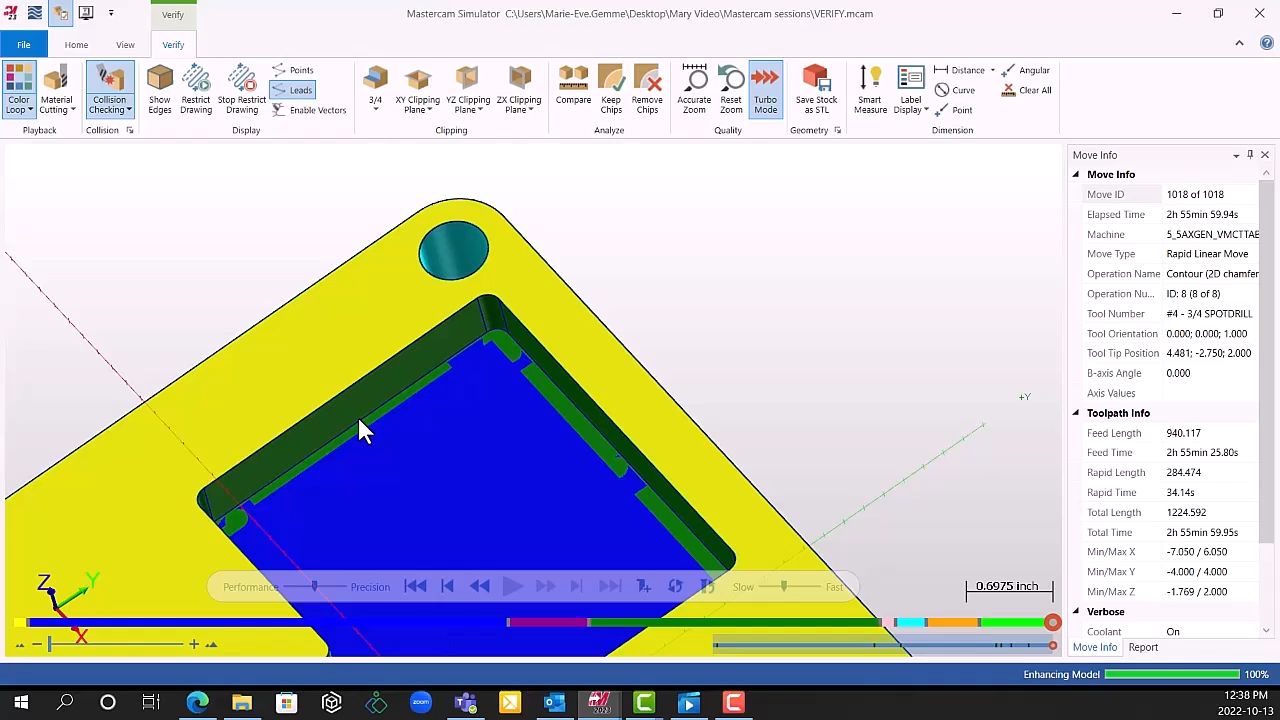 Verify
Mastercam Simulator C:\Users\Marie-Eve.Gemme\Desktop\Mary Video\Mastercam sessions\VERIFY.mcam
File Home View Verify
Color Loop
Material Cutting
Playback
Collision Checking
Collision
Show Edges
Restrict Drawing
Stop Restrict Drawing
Points
Leads
Enable Vectors
Display
3/4
XY Clipping Plane
YZ Clipping Plane
ZX Clipping Plane
Clipping
Compare
Keep Chips
Remove Chips
Analyze
Accurate Zoom
Reset Zoom
Turbo Mode
Quality
Save Stock as STL
Geometry
Smart Measure
Label Display
Distance
Curve
Point
Angular
Clear All
Dimension
Move Info
Move Info
Move ID 1018 of 1018
Elapsed Time 2h 55min 59.94s
Machine 5_5AXGEN_VMCTTAB
Move Type Rapid Linear Move
Operation Name Contour (2D chamfer
Operation Nu... ID: 8 (8 of 8)
Tool Number #4 - 3/4 SPOTDRILL
Tool Orientation 0.000; 0.000; 1.000
Tool Tip Position 4.481; -2.750; 2.000
B-axis Angle 0.000
Axis Values
Toolpath Info
Feed Length 940.117
Feed Time 2h 55min 25.80s
Rapid Length 284.474
Rapid Time 34.14s
Total Length 1224.592
Total Time 2h 55min 59.95s
Min/Max X -7.050 / 6.050
Min/Max Y -4.000 / 4.000
Min/Max Z -1.769 / 2.000
Verbose
Coolant On
Move Info Report
+Y
Z Y X
Performance Precision
Slow Fast
0.6975 inch
Enhancing Model 100%
zoom
2023
12:38 PM
2022-10-13